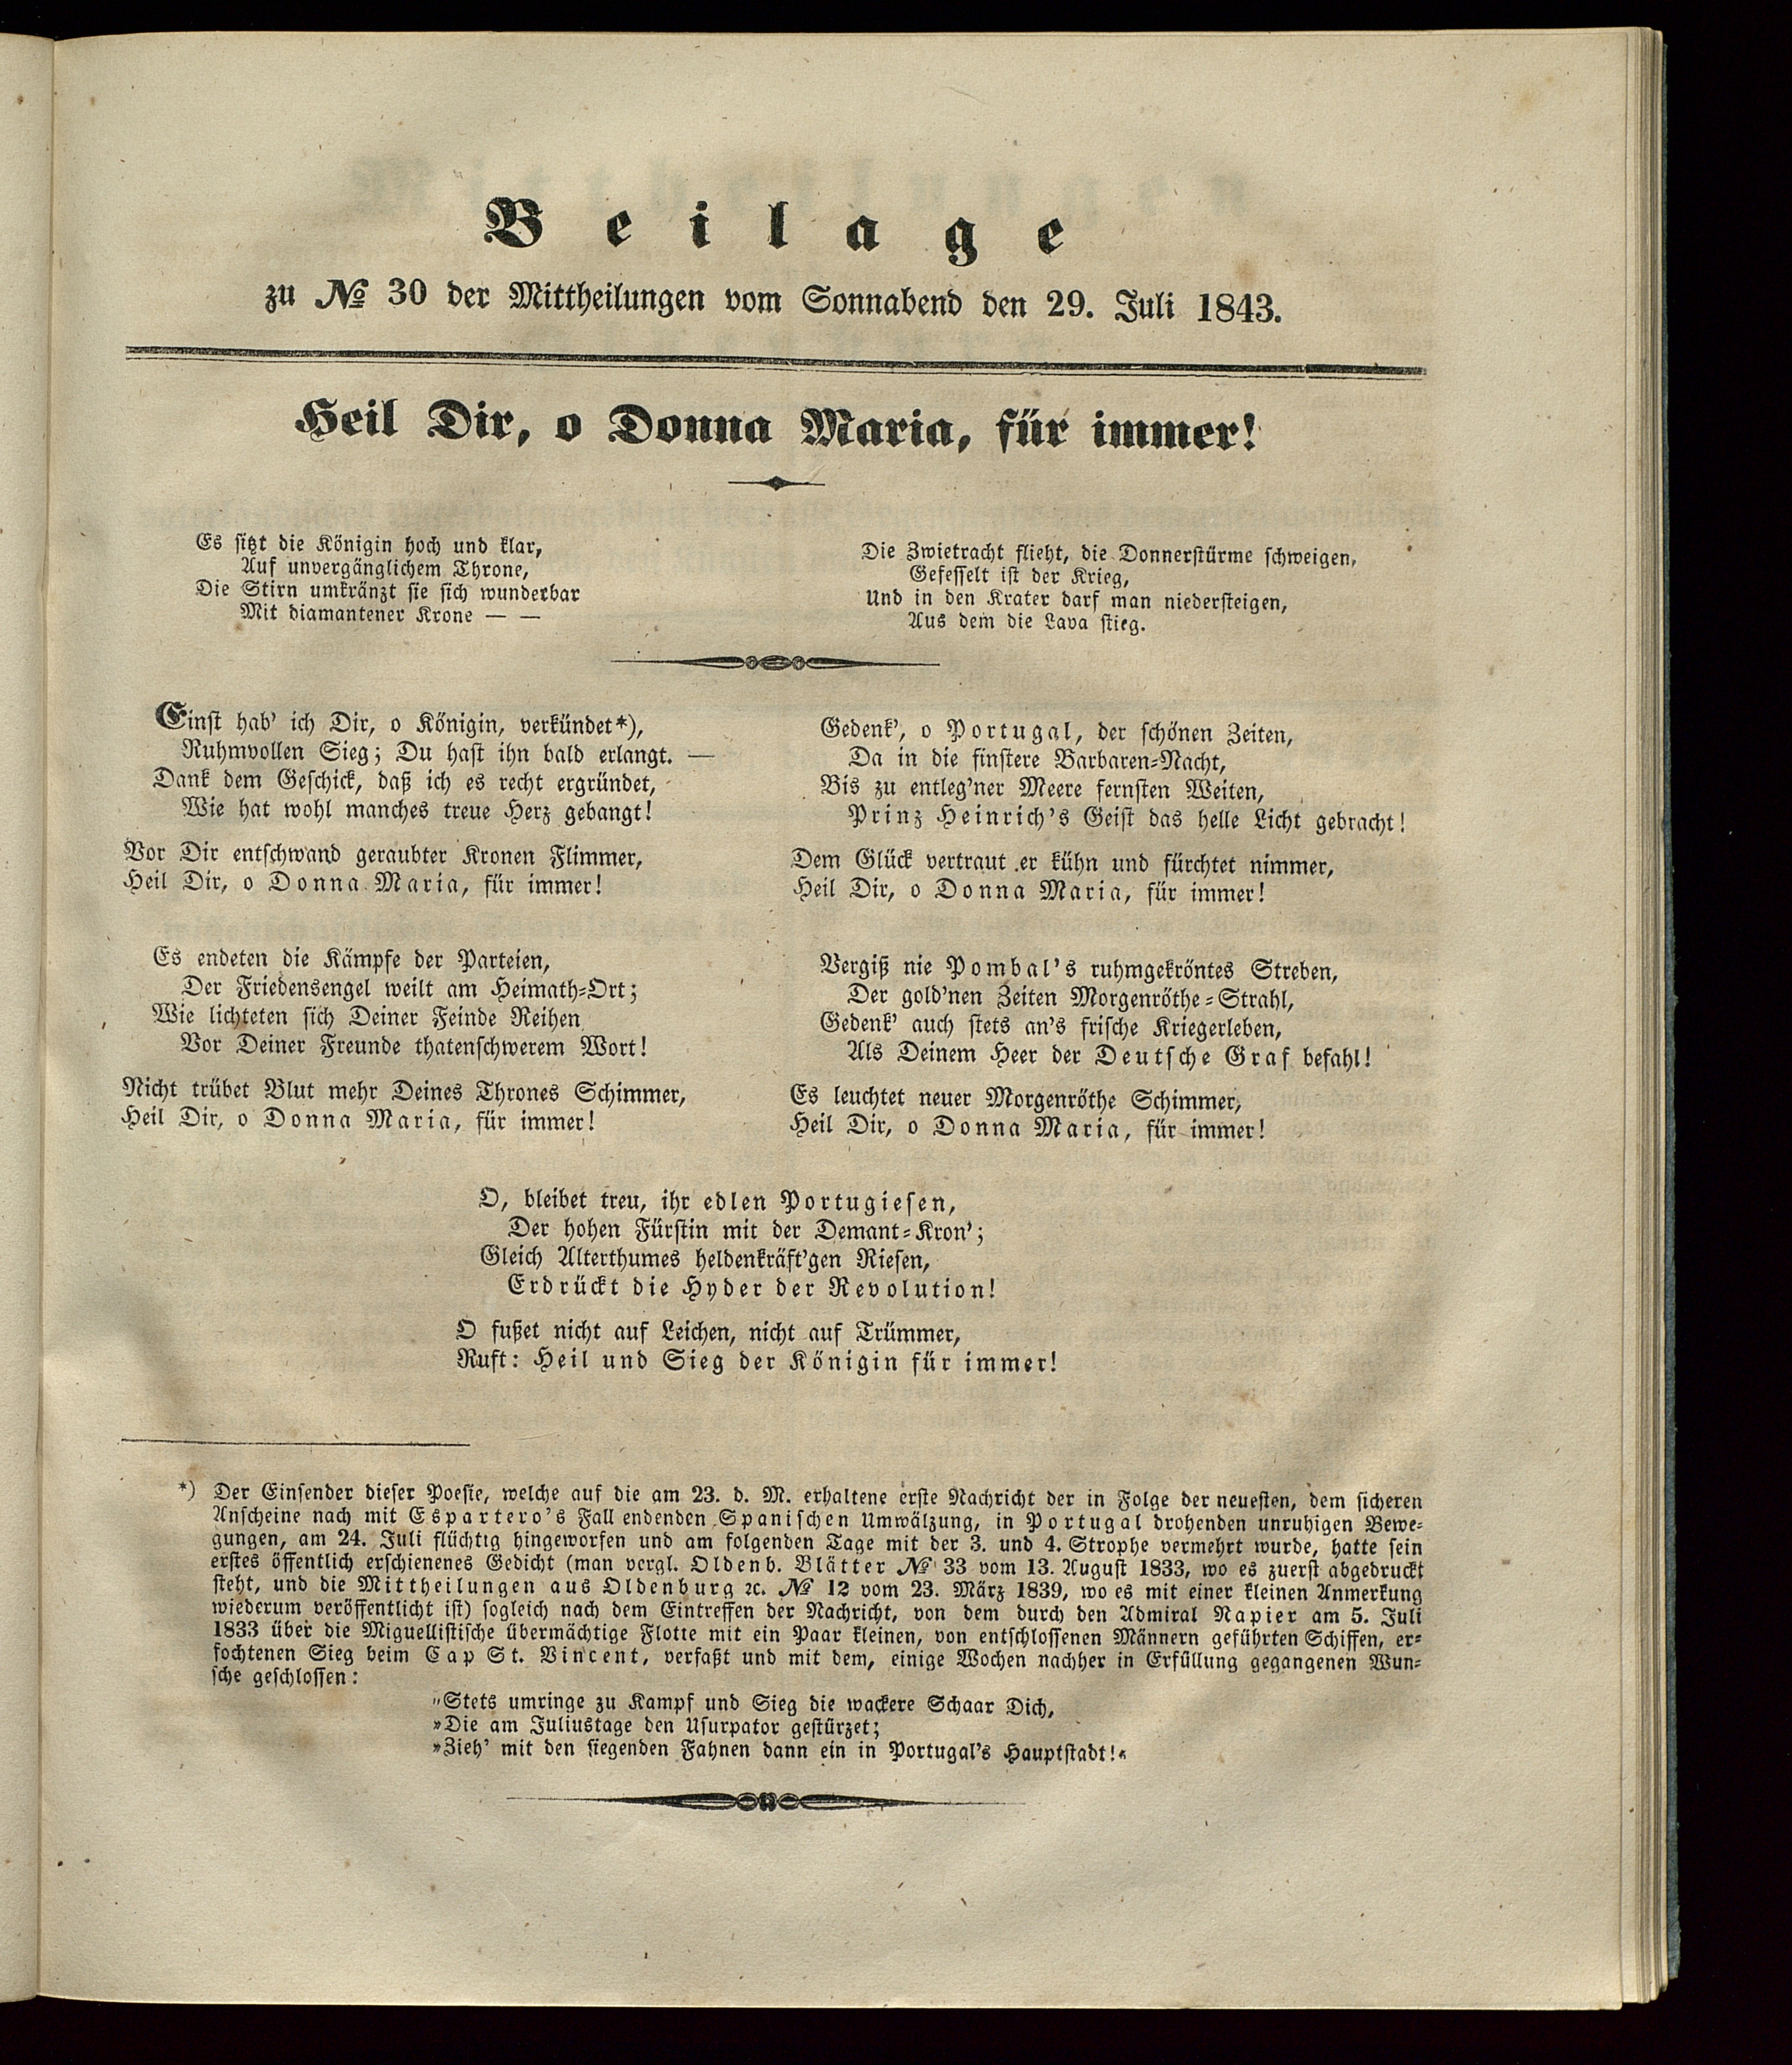 Beilage
zu № 30 der Mittheilungen vom Sonnabend den 29. Juli 1843.
Heil Dir, o Donna Maria, für immer!
Es sitzt die Königin hoch und klar,
Auf unvergänglichem Throne,
Die Stirn umkränzt sie sich wunderbar
Mit diamantener Krone — —
Die Zwietracht flieht, die Donnerstürme schweigen,
Gefesselt ist der Krieg,
Und in den Krater darf man niedersteigen,
Aus dem die Lava stieg.
Einst hab' ich Dir, o Königin, verkündet*),
Ruhmvollen Sieg; Du hast ihn bald erlangt. —
Dank dem Geschick, daß ich es recht ergründet,
Wie hat wohl manches treue Herz gebangt!
Vor Dir entschwand geraubter Kronen Flimmer,
Heil Dir, o Donna Maria, für immer!
Es endeten die Kämpfe der Parteien,
Der Friedensengel weilt am Heimath-Ort;
Wie lichteten sich Deiner Feinde Reihen
Vor Deiner Freunde thatenschwerem Wort!
Nicht trübet Blut mehr Deines Thrones Schimmer,
Heil Dir, o Donna Maria, für immer!
Gedenk', o Portugal, der schönen Zeiten,
Da in die finstere Barbaren-Nacht,
Bis zu entleg'ner Meere fernsten Weiten,
Prinz Heinrich's Geist das helle Licht gebracht!
Dem Glück vertraut er kühn und fürchtet nimmer,
Heil Dir, o Donna Maria, für immer!
Vergiß nie Pombal's ruhmgekröntes Streben,
Der gold'nen Zeiten Morgenröthe-Strahl,
Gedenk' auch stets an's frische Kriegerleben,
Als Deinem Heer der Deutsche Graf befahl!
Es leuchtet neuer Morgenröthe Schimmer,
Heil Dir, o Donna Maria, für immer!
O, bleibet treu, ihr edlen Portugiesen,
Der hohen Fürstin mit der Demant-Kron';
Gleich Alterthumes heldenkräft'gen Riesen,
Erdrückt die Hyder der Revolution!
O fußet nicht auf Leichen, nicht auf Trümmer,
Ruft: Heil und Sieg der Königin für immer!
*) Der Einsender dieser Poesie, welche auf die am 23. d. M. erhaltene erste Nachricht der in Folge der neuesten, dem sicheren
Anscheine nach mit Espartero's Fall endenden Spanischen Umwälzung, in Portugal drohenden unruhigen Bewe-
gungen, am 24. Juli flüchtig hingeworfen und am folgenden Tage mit der 3. und 4. Strophe vermehrt wurde, hatte sein
erstes öffentlich erschienenes Gedicht (man vergl. Oldenb. Blätter № 33 vom 13. August 1833, wo es zuerst abgedruckt
steht, und die Mittheilungen aus Oldenburg ꝛc. № 12 vom 23. März 1839, wo es mit einer kleinen Anmerkung
wiederum veröffentlicht ist) sogleich nach dem Eintreffen der Nachricht, von dem durch den Admiral Napier am 5. Juli
1833 über die Miguellistische übermächtige Flotte mit ein Paar kleinen, von entschlossenen Männern geführten Schiffen, er-
fochtenen Sieg beim Cap St. Vincent, verfaßt und mit dem, einige Wochen nachher in Erfüllung gegangenen Wun-
sche geschlossen:
„Stets umringe zu Kampf und Sieg die wackere Schaar Dich,
»Die am Juliustage den Usurpator gestürzet;
»Zieh' mit den siegenden Fahnen dann ein in Portugal's Hauptstadt!«